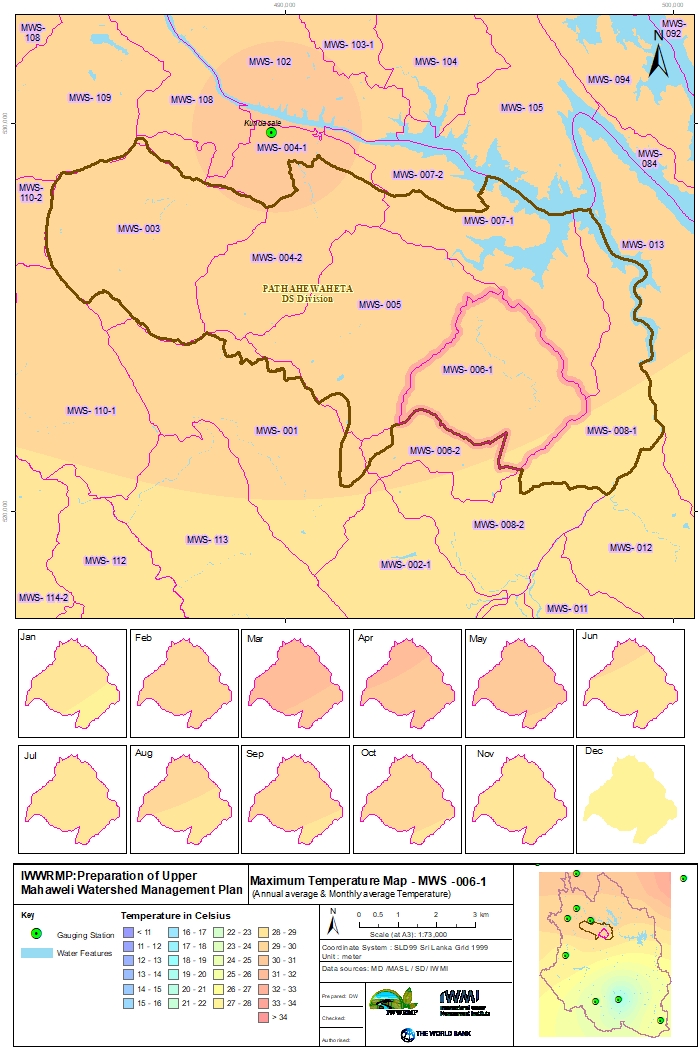 480,000
500,000
MWS-
108
MWS-
092
N
MWS- 103-1
MWS- 102
MWS- 104
MWS- 094
MWS- 109
MWS- 108
MWS- 105
530,000
Kundasale
MWS- 004-1
MWS-
084
MWS- 007-2
MWS-
110-2
MWS- 007-1
MWS- 003
MWS- 013
MWS- 004-2
PATHAHEWAHETA
DS Division
MWS- 005
MWS- 006-1
MWS- 110-1
MWS- 001
MWS- 008-1
MWS- 006-2
520,000
MWS- 008-2
MWS- 113
MWS- 012
MWS- 112
MWS- 002-1
MWS- 114-2
MWS- 011
Jan
Feb
Mar
Apr
May
Jun
Jul
Aug
Sep
Oct
Nov
Dec
IWWRMP:Preparation of Upper
Mahaweli Watershed Management Plan
Maximum Temperature Map - MWS -006-1
(Annual average & Monthly average Temperature)
Key
Gauging Station
Water Features
Temperature in Celsius
< 11
11 - 12
12 - 13
13 - 14
14 - 15
15 - 16
16 - 17
17 - 18
18 - 19
19 - 20
20 - 21
21 - 22
22 - 23
23 - 24
24 - 25
25 - 26
26 - 27
27 - 28
28 - 29
29 - 30
30 - 31
31 - 32
32 - 33
33 - 34
> 34
N
0 0.5 1 2 3 km
Scale (at A3): 1:73,000
Coordinate System : SLD99 Sri Lanka Grid 1999
Unit : meter
Data sources: MD /MASL / SD / IWMI
Prepared: DW
Checked:
Authorised:
IWWRMP
IWMI
International Water
Management Institute
THE WORLD BANK